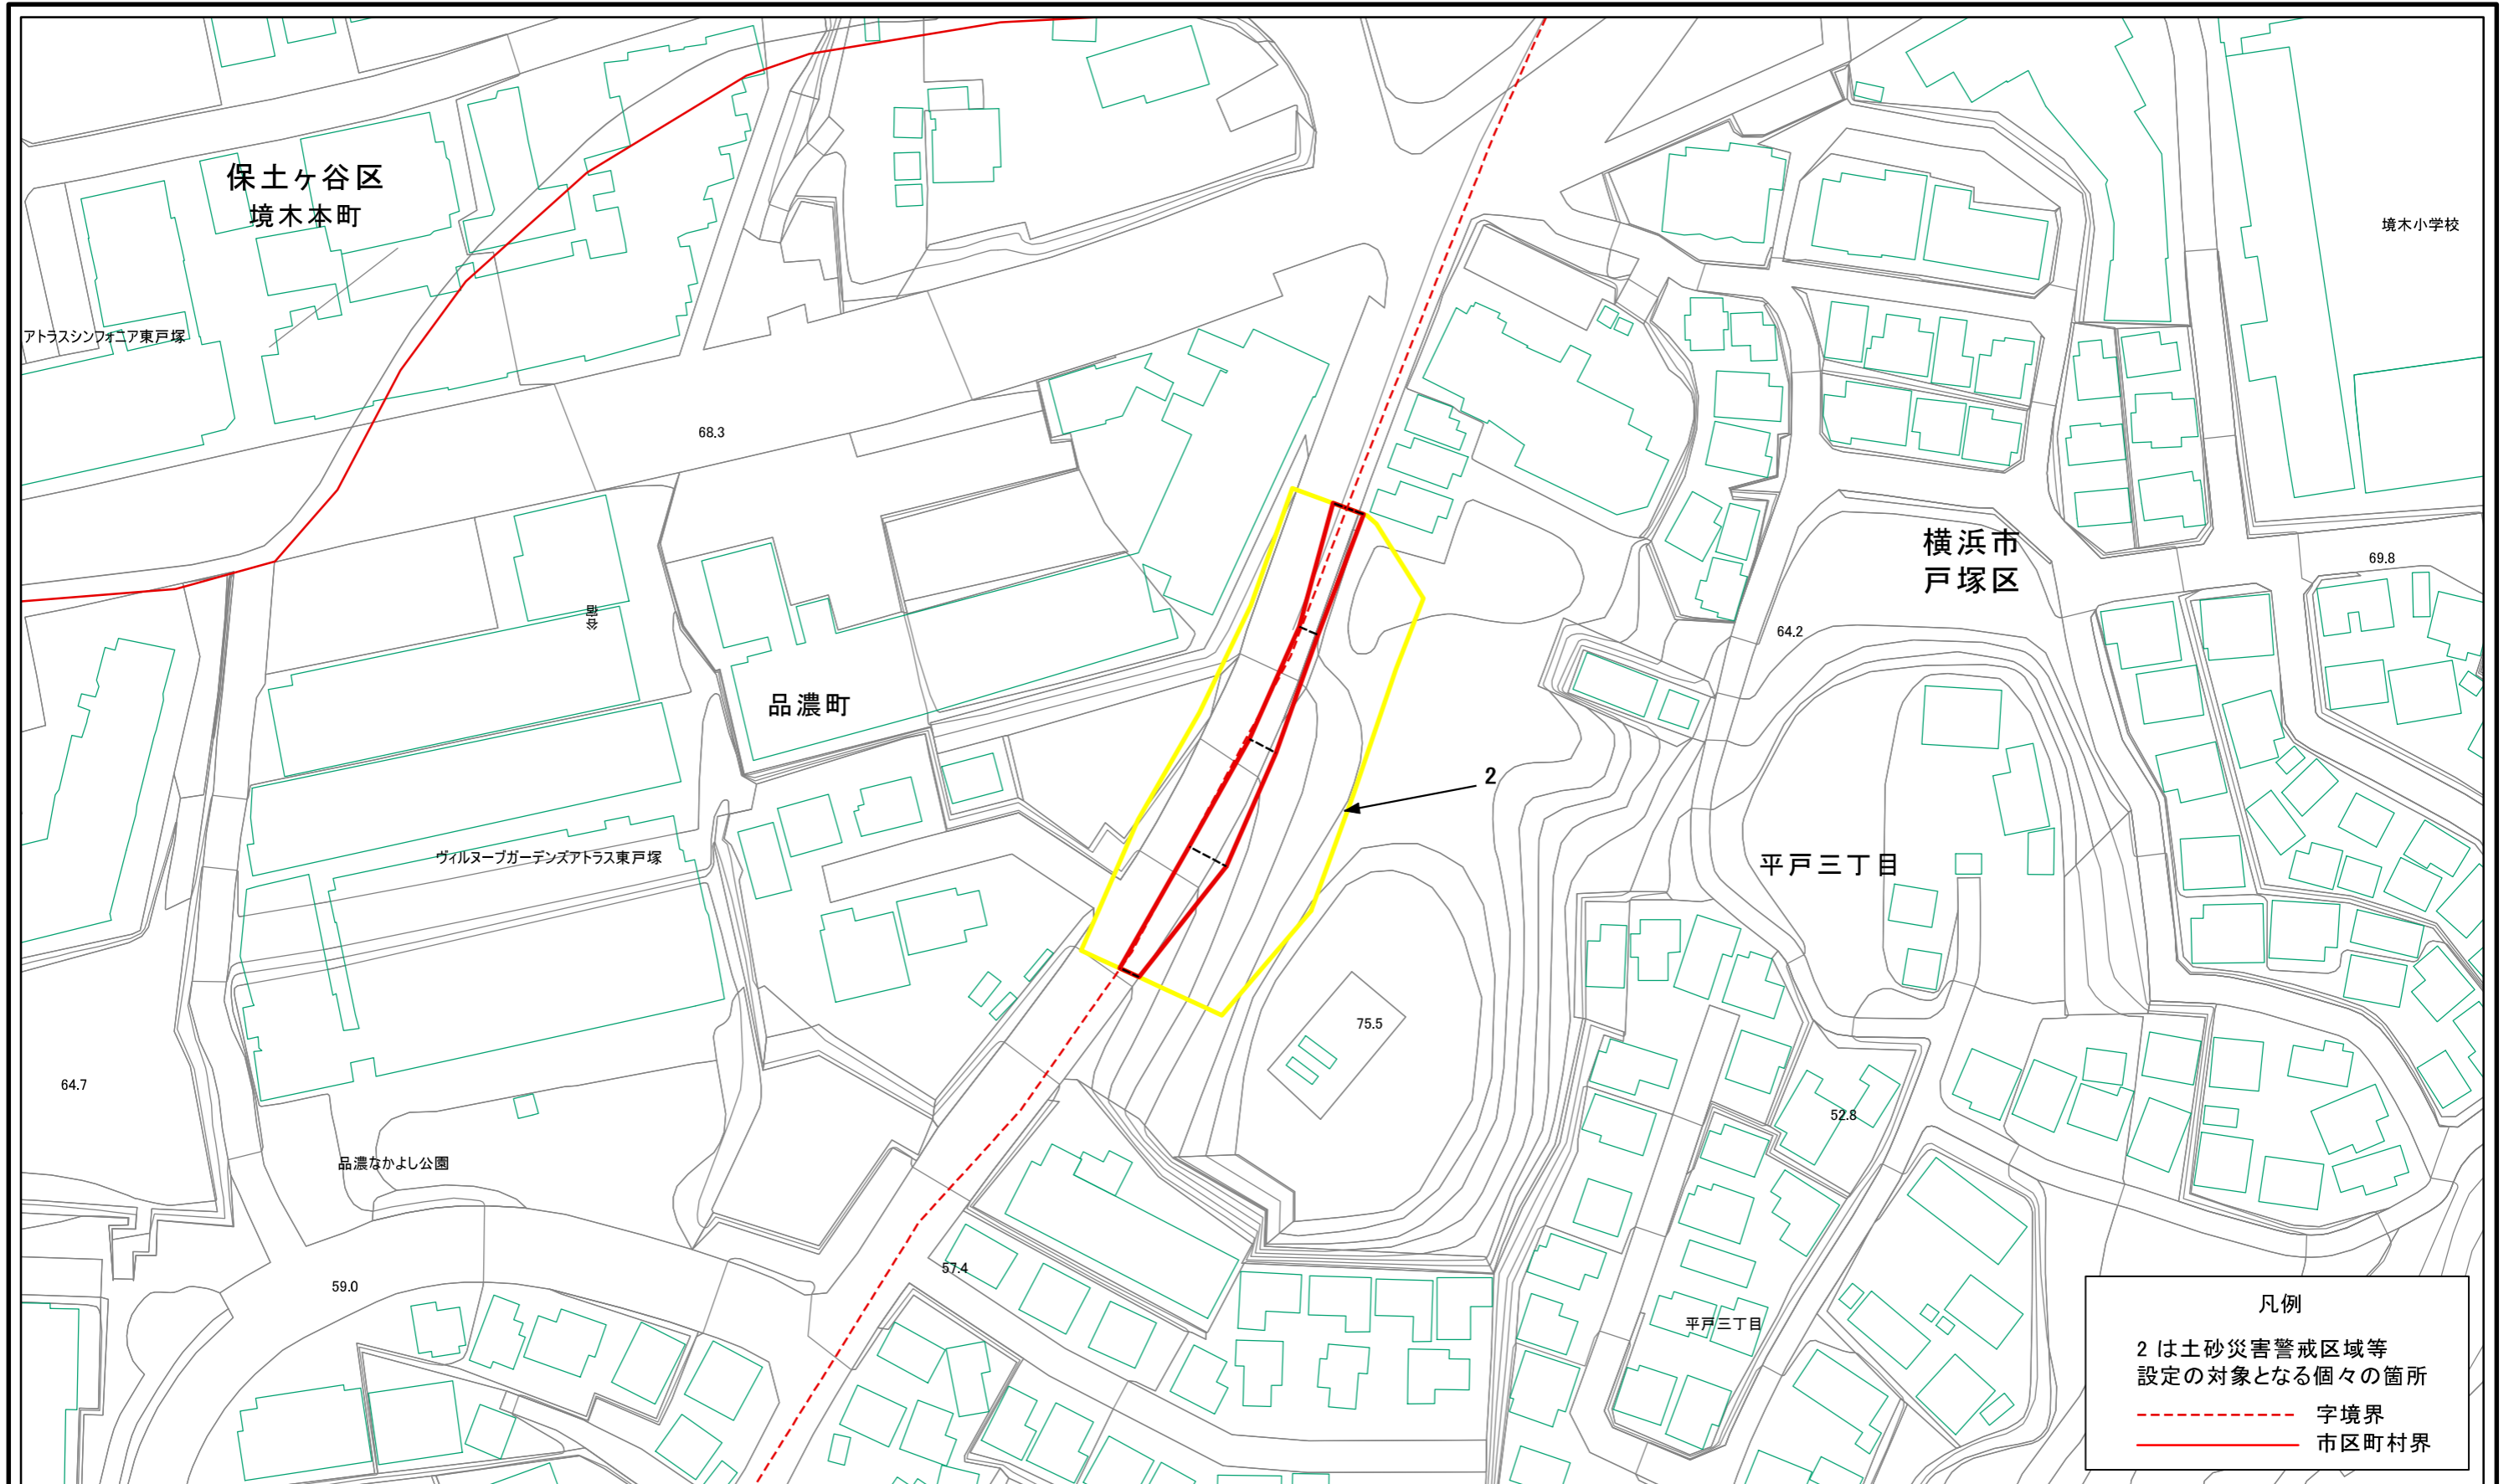 保土ヶ谷区
境木本町
境木小学校
アトラスシンフォニア東戸塚
68.3
横浜市
戸塚区
69.8
谷宿
64.2
品濃町
2
ヴィルヌーブガーデンズアトラス東戸塚
平戸三丁目
75.5
64.7
52.8
品濃なかよし公園
57.4
59.0
平戸三丁目
凡例
2 は土砂災害警戒区域等
設定の対象となる個々の箇所
字境界
市区町村界